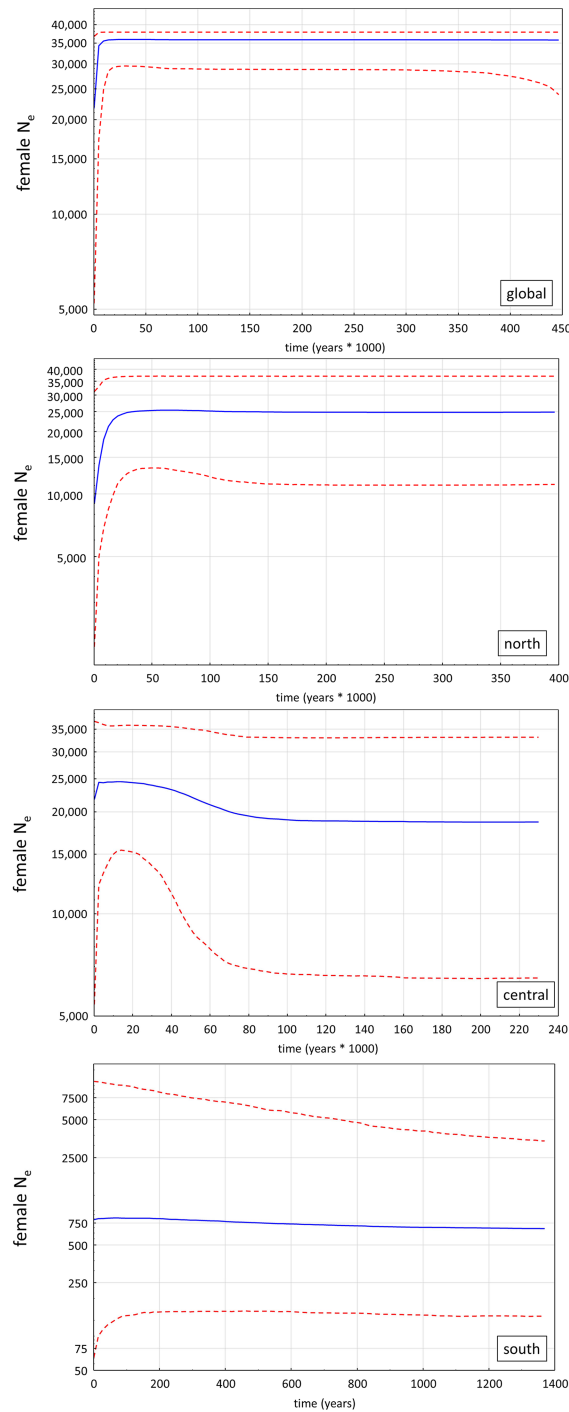 40,000
35,000
30,000
25,000
20,000
15,000
10,000
5,000
female Ne
global
0 50 100 150 200 250 300 350 400 450
time (years * 1000)
40,000
35,000
30,000
25,000
20,000
15,000
10,000
5,000
female Ne
north
0 50 100 150 200 250 300 350 400
time (years * 1000)
35,000
30,000
25,000
20,000
15,000
10,000
5,000
female Ne
central
0 20 40 60 80 100 120 140 160 180 200 220 240
time (years * 1000)
7500
5000
2500
750
500
250
75
50
female Ne
south
0 200 400 600 800 1000 1200 1400
time (years)